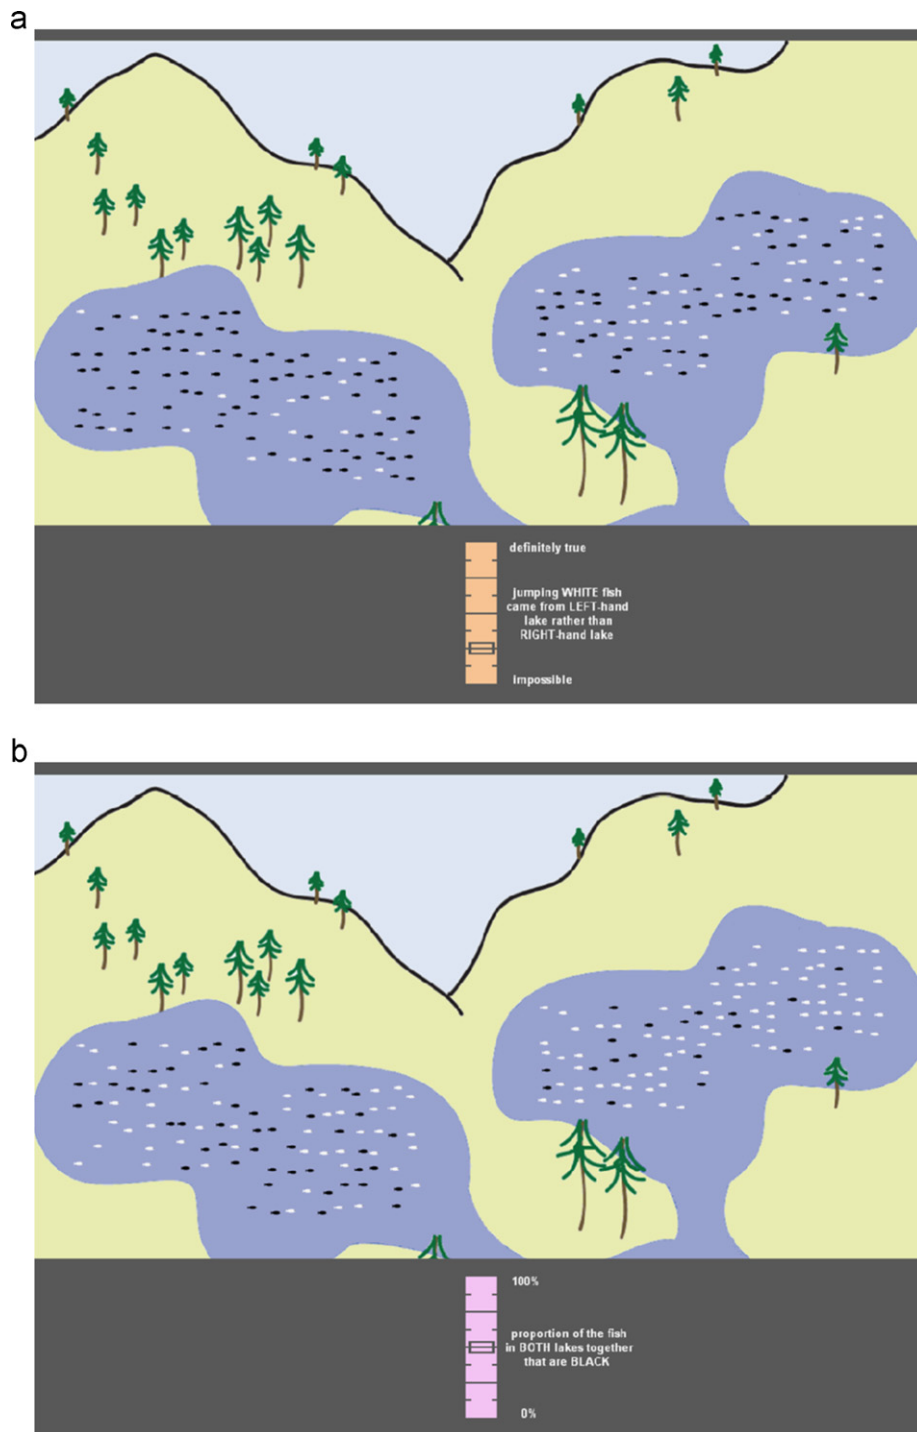 a
definitely true
jumping WHITE fish
came from LEFT-hand
lake rather than
RIGHT-hand lake
impossible
b
100%
proportion of the fish
in BOTH lakes together
that are BLACK
0%